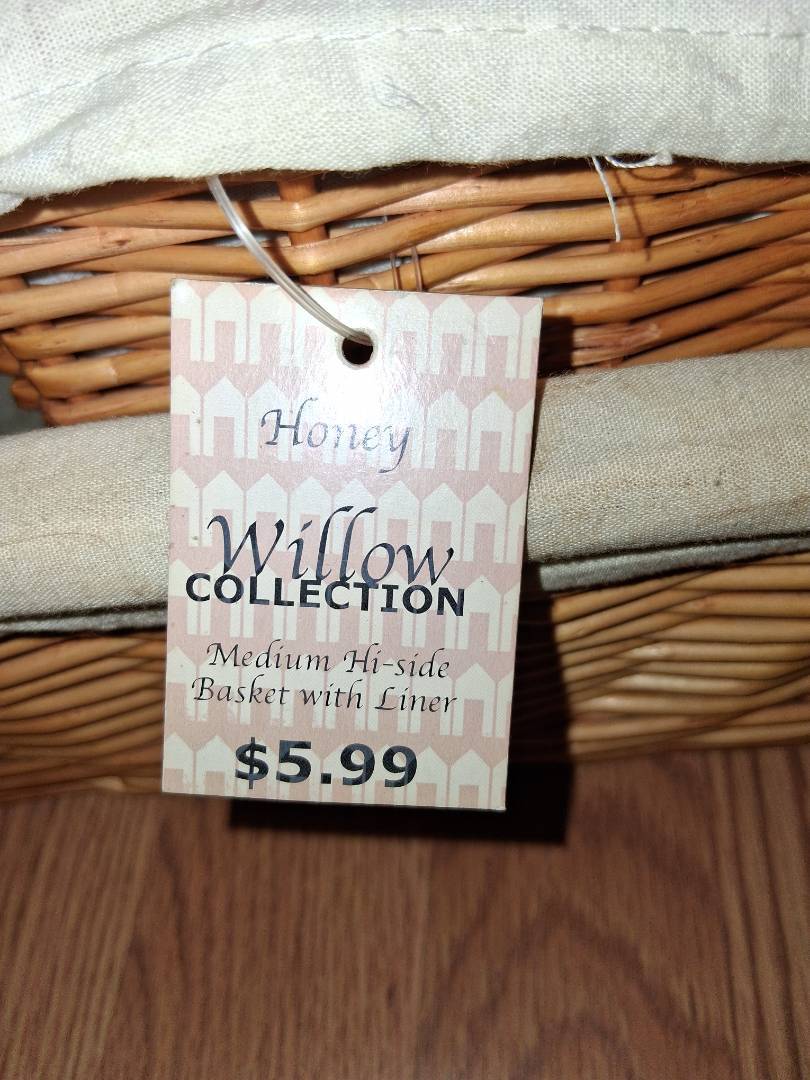 Honey
Willow
COLLECTION
Medium Hi-side
Basket with Liner
$5.99